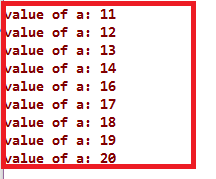 value of a: 11
value of a: 12
value of a: 13
value of a: 14
value of a: 16
value of a: 17
value of a: 18
value of a: 19
value of a: 20